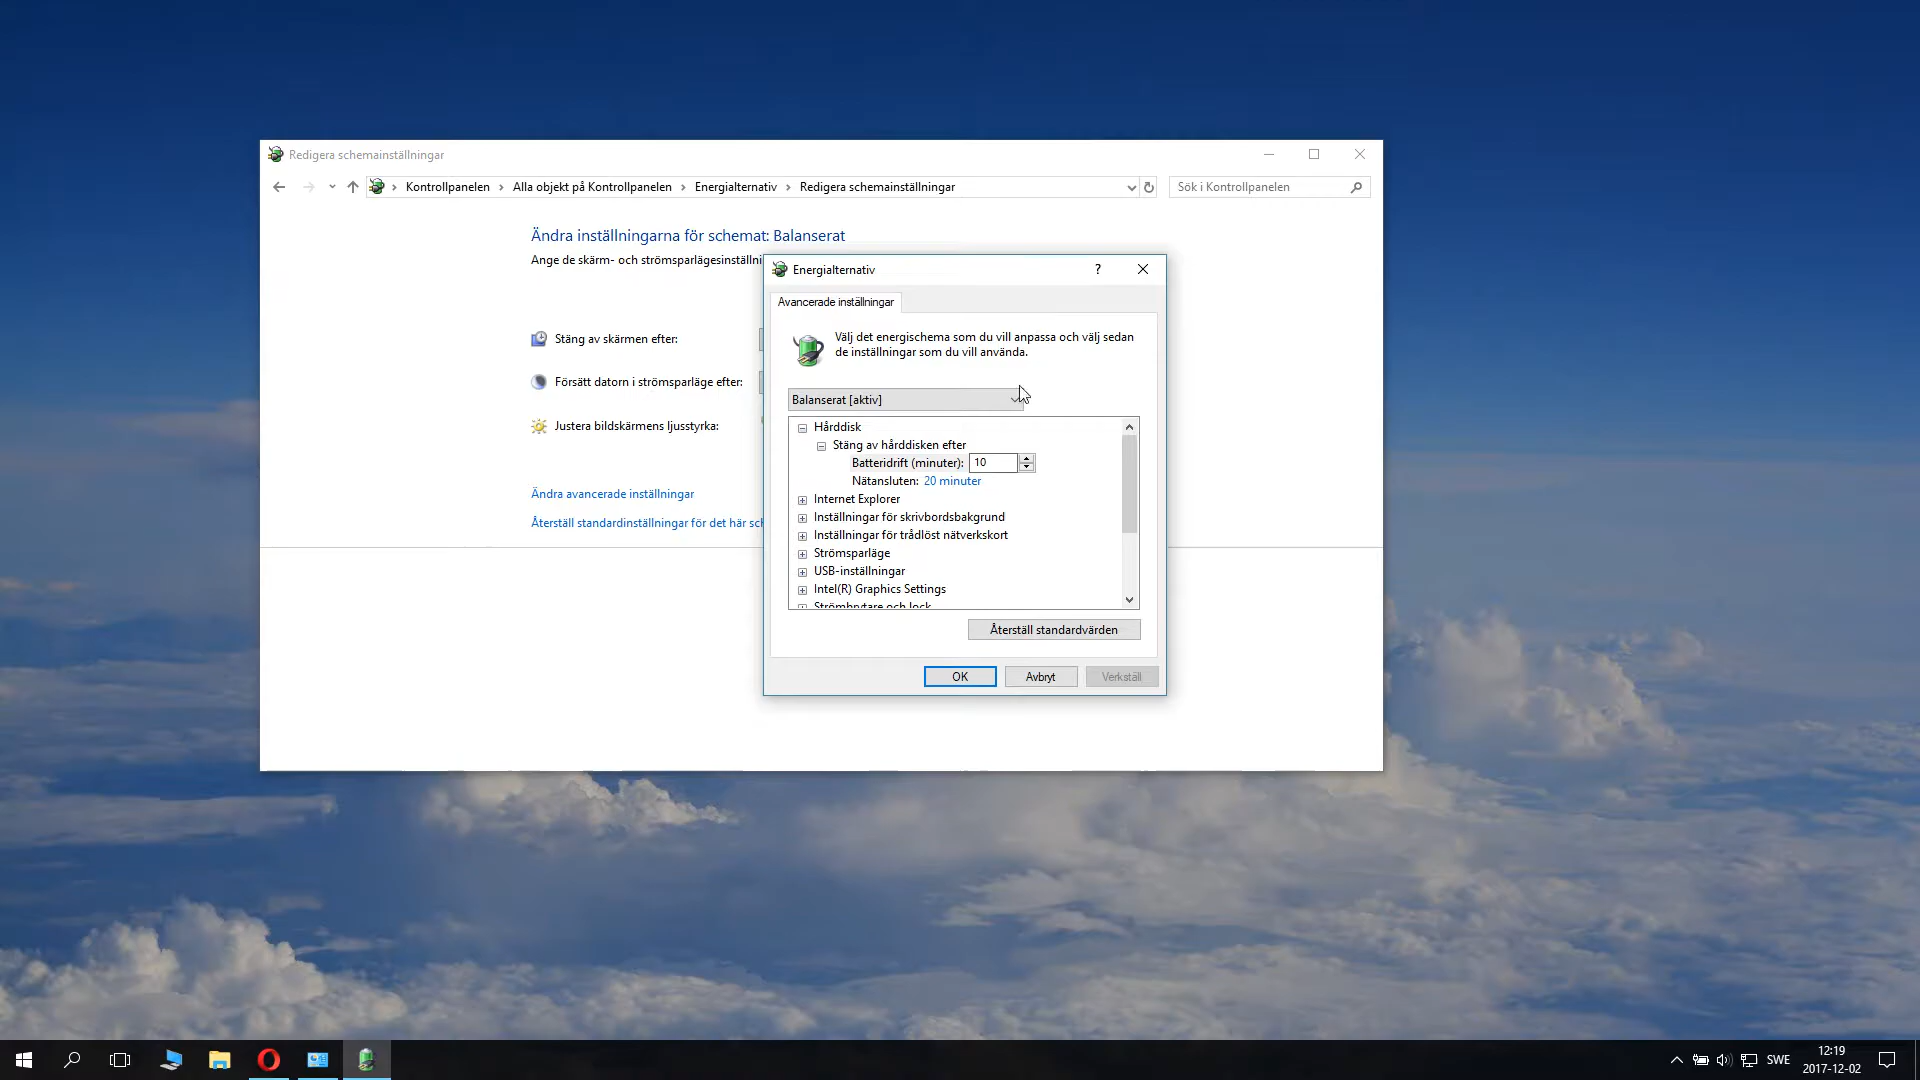 Redigera schemainställningar
Kontrollpanelen
Alla objekt på Kontrollpanelen
Energialternativ
Redigera schemainställningar
Sök i Kontrollpanelen
Ändra inställningarna för schemat: Balanserat
Ange de skärm- och strömsparlägesinställni
Stäng av skärmen efter:
Försätt datorn i strömsparläge efter:
Justera bildskärmens ljusstyrka:
Ändra avancerade inställningar
Återställ standardinställningar för det här sch
Energialternativ
?
Avancerade inställningar
Välj det energischema som du vill anpassa och välj sedan
de inställningar som du vill använda.
Balanserat [aktiv]
Hårddisk
Stäng av hårddisken efter
Batteridrift (minuter): 10
Nätansluten: 20 minuter
Internet Explorer
Inställningar för skrivbordsbakgrund
Inställningar för trådlöst nätverkskort
Strömsparläge
USB-inställningar
Intel(R) Graphics Settings
Strömbrytare och lock
Återställ standardvärden
OK
Avbryt
Verkställ
SWE
12:19
2017-12-02